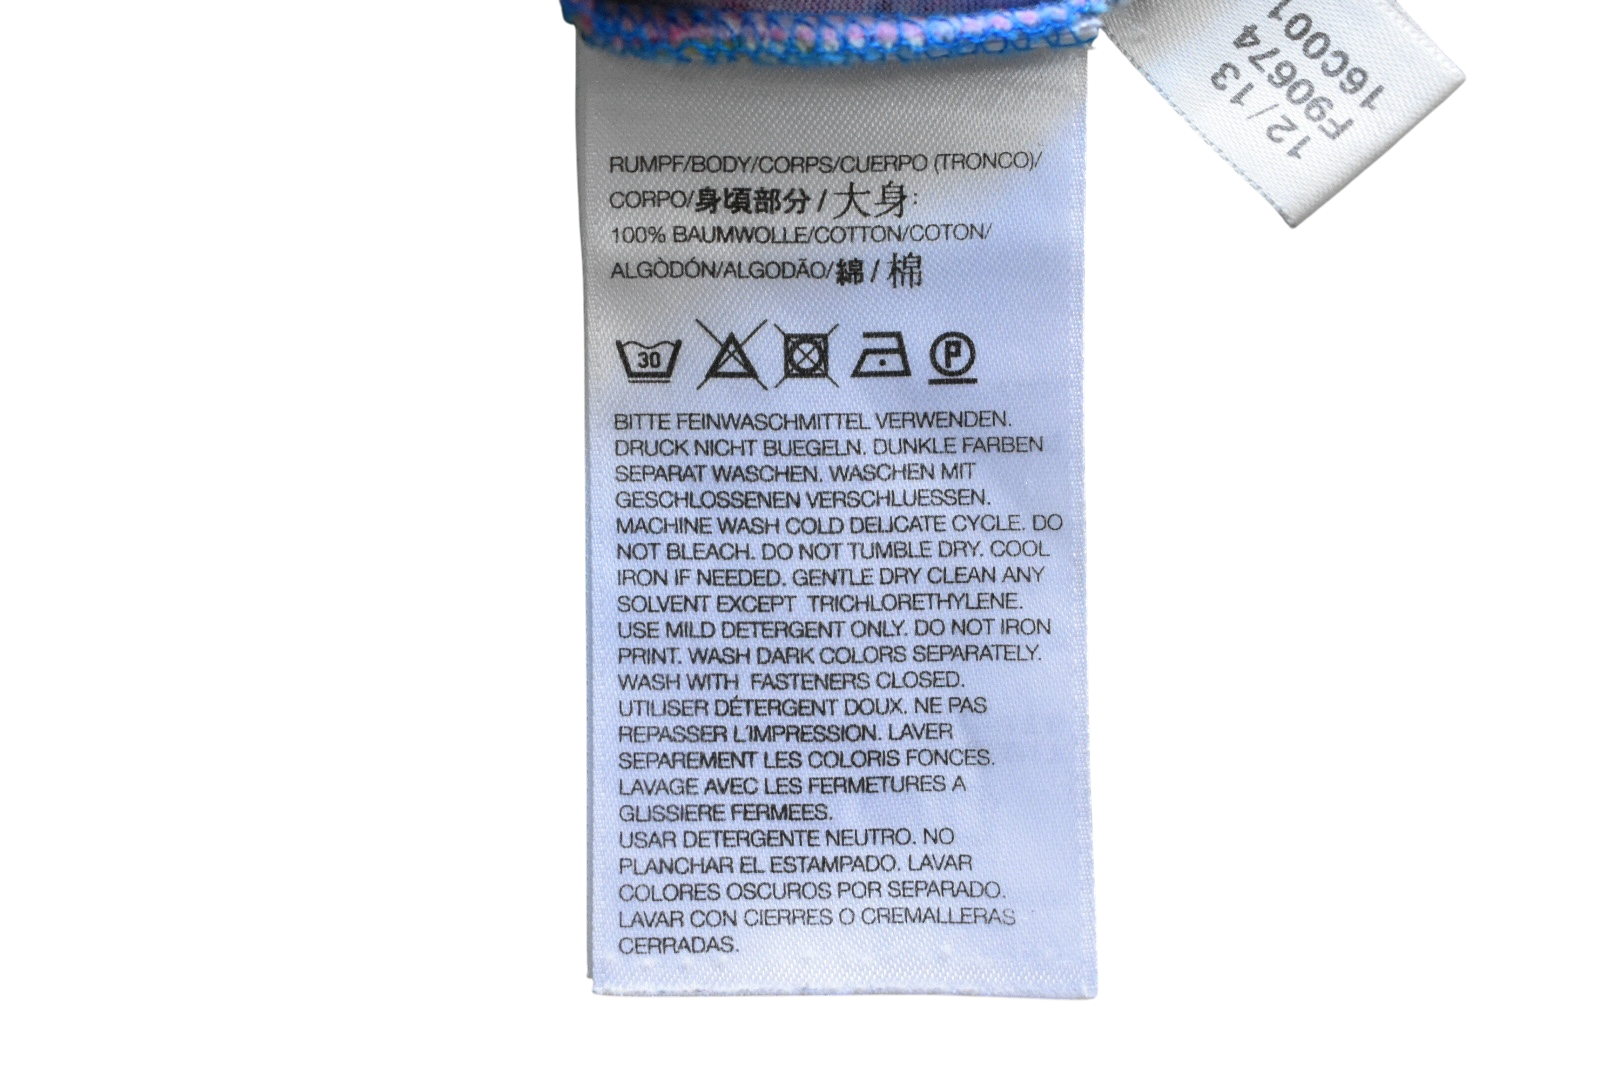 RUMPF/BODY/CORPS/CUERPO (TRONCO)/
CORPO/身頃部分 / 大身:
100% BAUMWOLLE/COTTON/COTON/
ALGÒDÓN/ALGODÃO/綿 / 棉
30
P
BITTE FEINWASCHMITTEL VERWENDEN.
DRUCK NICHT BUEGELN. DUNKLE FARBEN
SEPARAT WASCHEN. WASCHEN MIT
GESCHLOSSENEN VERSCHLUESSEN.
MACHINE WASH COLD DELICATE CYCLE. DO
NOT BLEACH. DO NOT TUMBLE DRY. COOL
IRON IF NEEDED. GENTLE DRY CLEAN ANY
SOLVENT EXCEPT TRICHLORETHYLENE.
USE MILD DETERGENT ONLY. DO NOT IRON
PRINT. WASH DARK COLORS SEPARATELY.
WASH WITH FASTENERS CLOSED.
UTILISER DÉTERGENT DOUX. NE PAS
REPASSER L'IMPRESSION. LAVER
SEPAREMENT LES COLORIS FONCES.
LAVAGE AVEC LES FERMETURES A
GLISSIERE FERMEES.
USAR DETERGENTE NEUTRO. NO
PLANCHAR EL ESTAMPADO. LAVAR
COLORES OSCUROS POR SEPARADO.
LAVAR CON CIERRES O CREMALLERAS
CERRADAS.
12/13
F90674
16C001